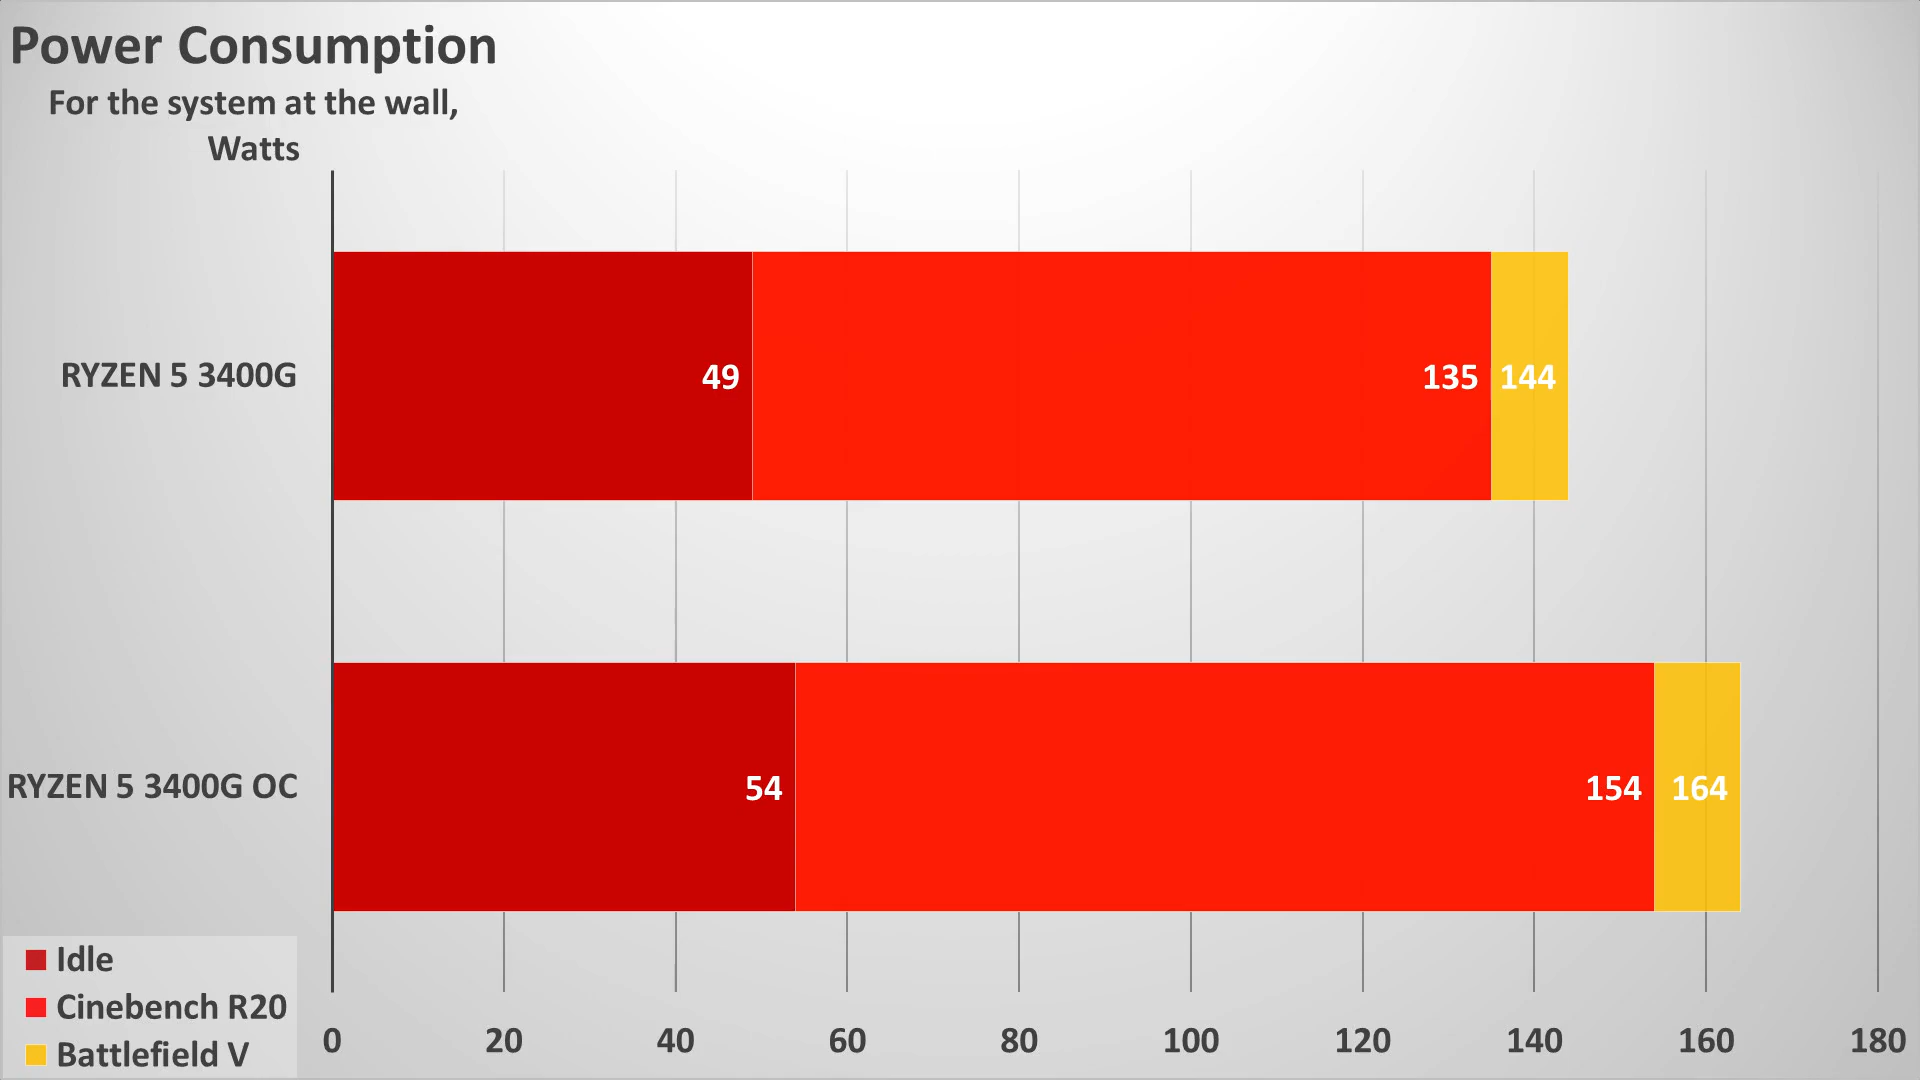 Power Consumption
For the system at the wall,
Watts
RYZEN 5 3400G
49
135
144
RYZEN 5 3400G OC
54
154
164
Idle
Cinebench R20
Battlefield V
0 20 40 60 80 100 120 140 160 180